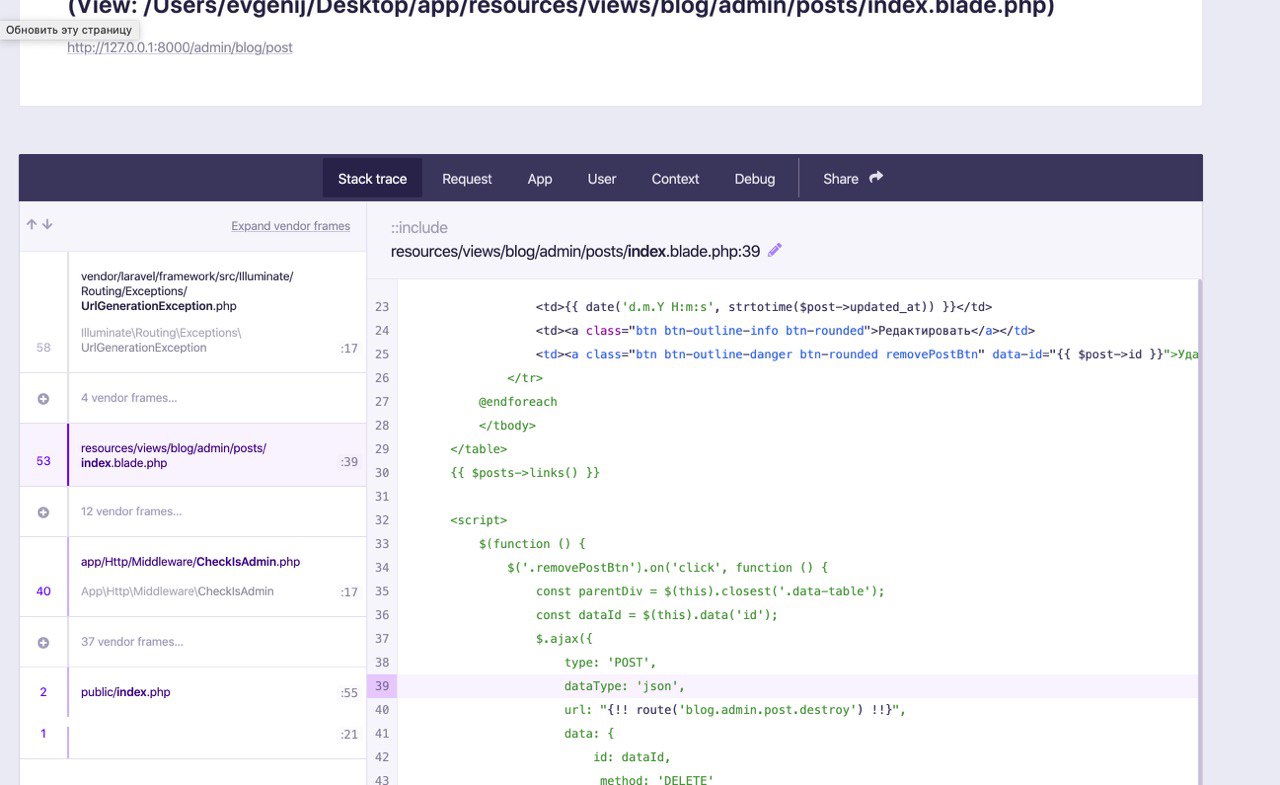 (View: /Users/evgenij/Desktop/app/resources/views/blog/admin/posts/index.blade.php)
Обновить эту страницу
http://127.0.0.1:8000/admin/blog/post
Stack trace
Request
App
User
Context
Debug
Share
Expand vendor frames
vendor/laravel/framework/src/Illuminate/
Routing/Exceptions/
UrlGenerationException.php
Illuminate\Routing\Exceptions\
58 UrlGenerationException :17
4 vendor frames...
resources/views/blog/admin/posts/
53 index.blade.php :39
12 vendor frames...
app/Http/Middleware/CheckIsAdmin.php
40 App\Http\Middleware\CheckIsAdmin :17
37 vendor frames...
2 public/index.php :55
1 :21
::include
resources/views/blog/admin/posts/index.blade.php:39
23 <td>{{ date('d.m.Y H:m:s', strtotime($post->updated_at)) }}</td>
24 <td><a class="btn btn-outline-info btn-rounded">Редактировать</a></td>
25 <td><a class="btn btn-outline-danger btn-rounded removePostBtn" data-id="{{ $post->id }}">Уда
26 </tr>
27 @endforeach
28 </tbody>
29 </table>
30 {{ $posts->links() }}
31
32 <script>
33 $(function () {
34 $('.removePostBtn').on('click', function () {
35 const parentDiv = $(this).closest('.data-table');
36 const dataId = $(this).data('id');
37 $.ajax({
38 type: 'POST',
39 dataType: 'json',
40 url: "{!! route('blog.admin.post.destroy') !!}",
41 data: {
42 id: dataId,
43 method: 'DELETE'